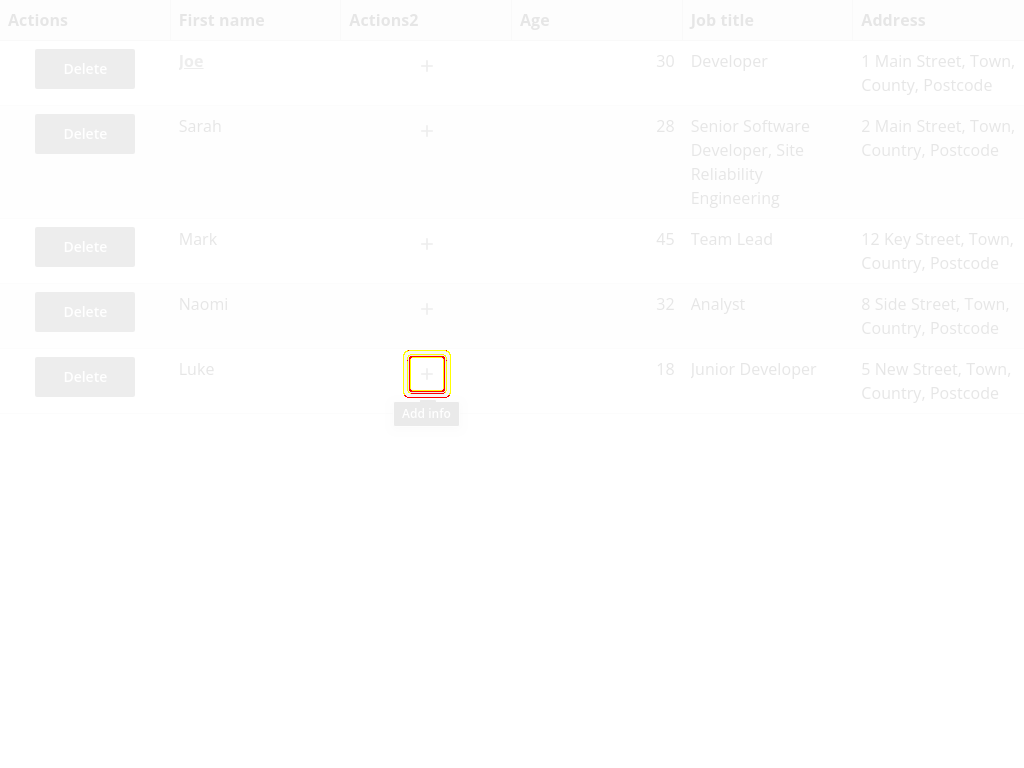 Actions First name Actions2 Age Job title Address
Delete Joe + 30 Developer 1 Main Street, Town,
County, Postcode
Delete Sarah + 28 Senior Software 2 Main Street, Town,
Developer, Site Country, Postcode
Reliability
Engineering
Delete Mark + 45 Team Lead 12 Key Street, Town,
Country, Postcode
Delete Naomi + 32 Analyst 8 Side Street, Town,
Country, Postcode
Delete Luke + 18 Junior Developer 5 New Street, Town,
Country, Postcode
Add info